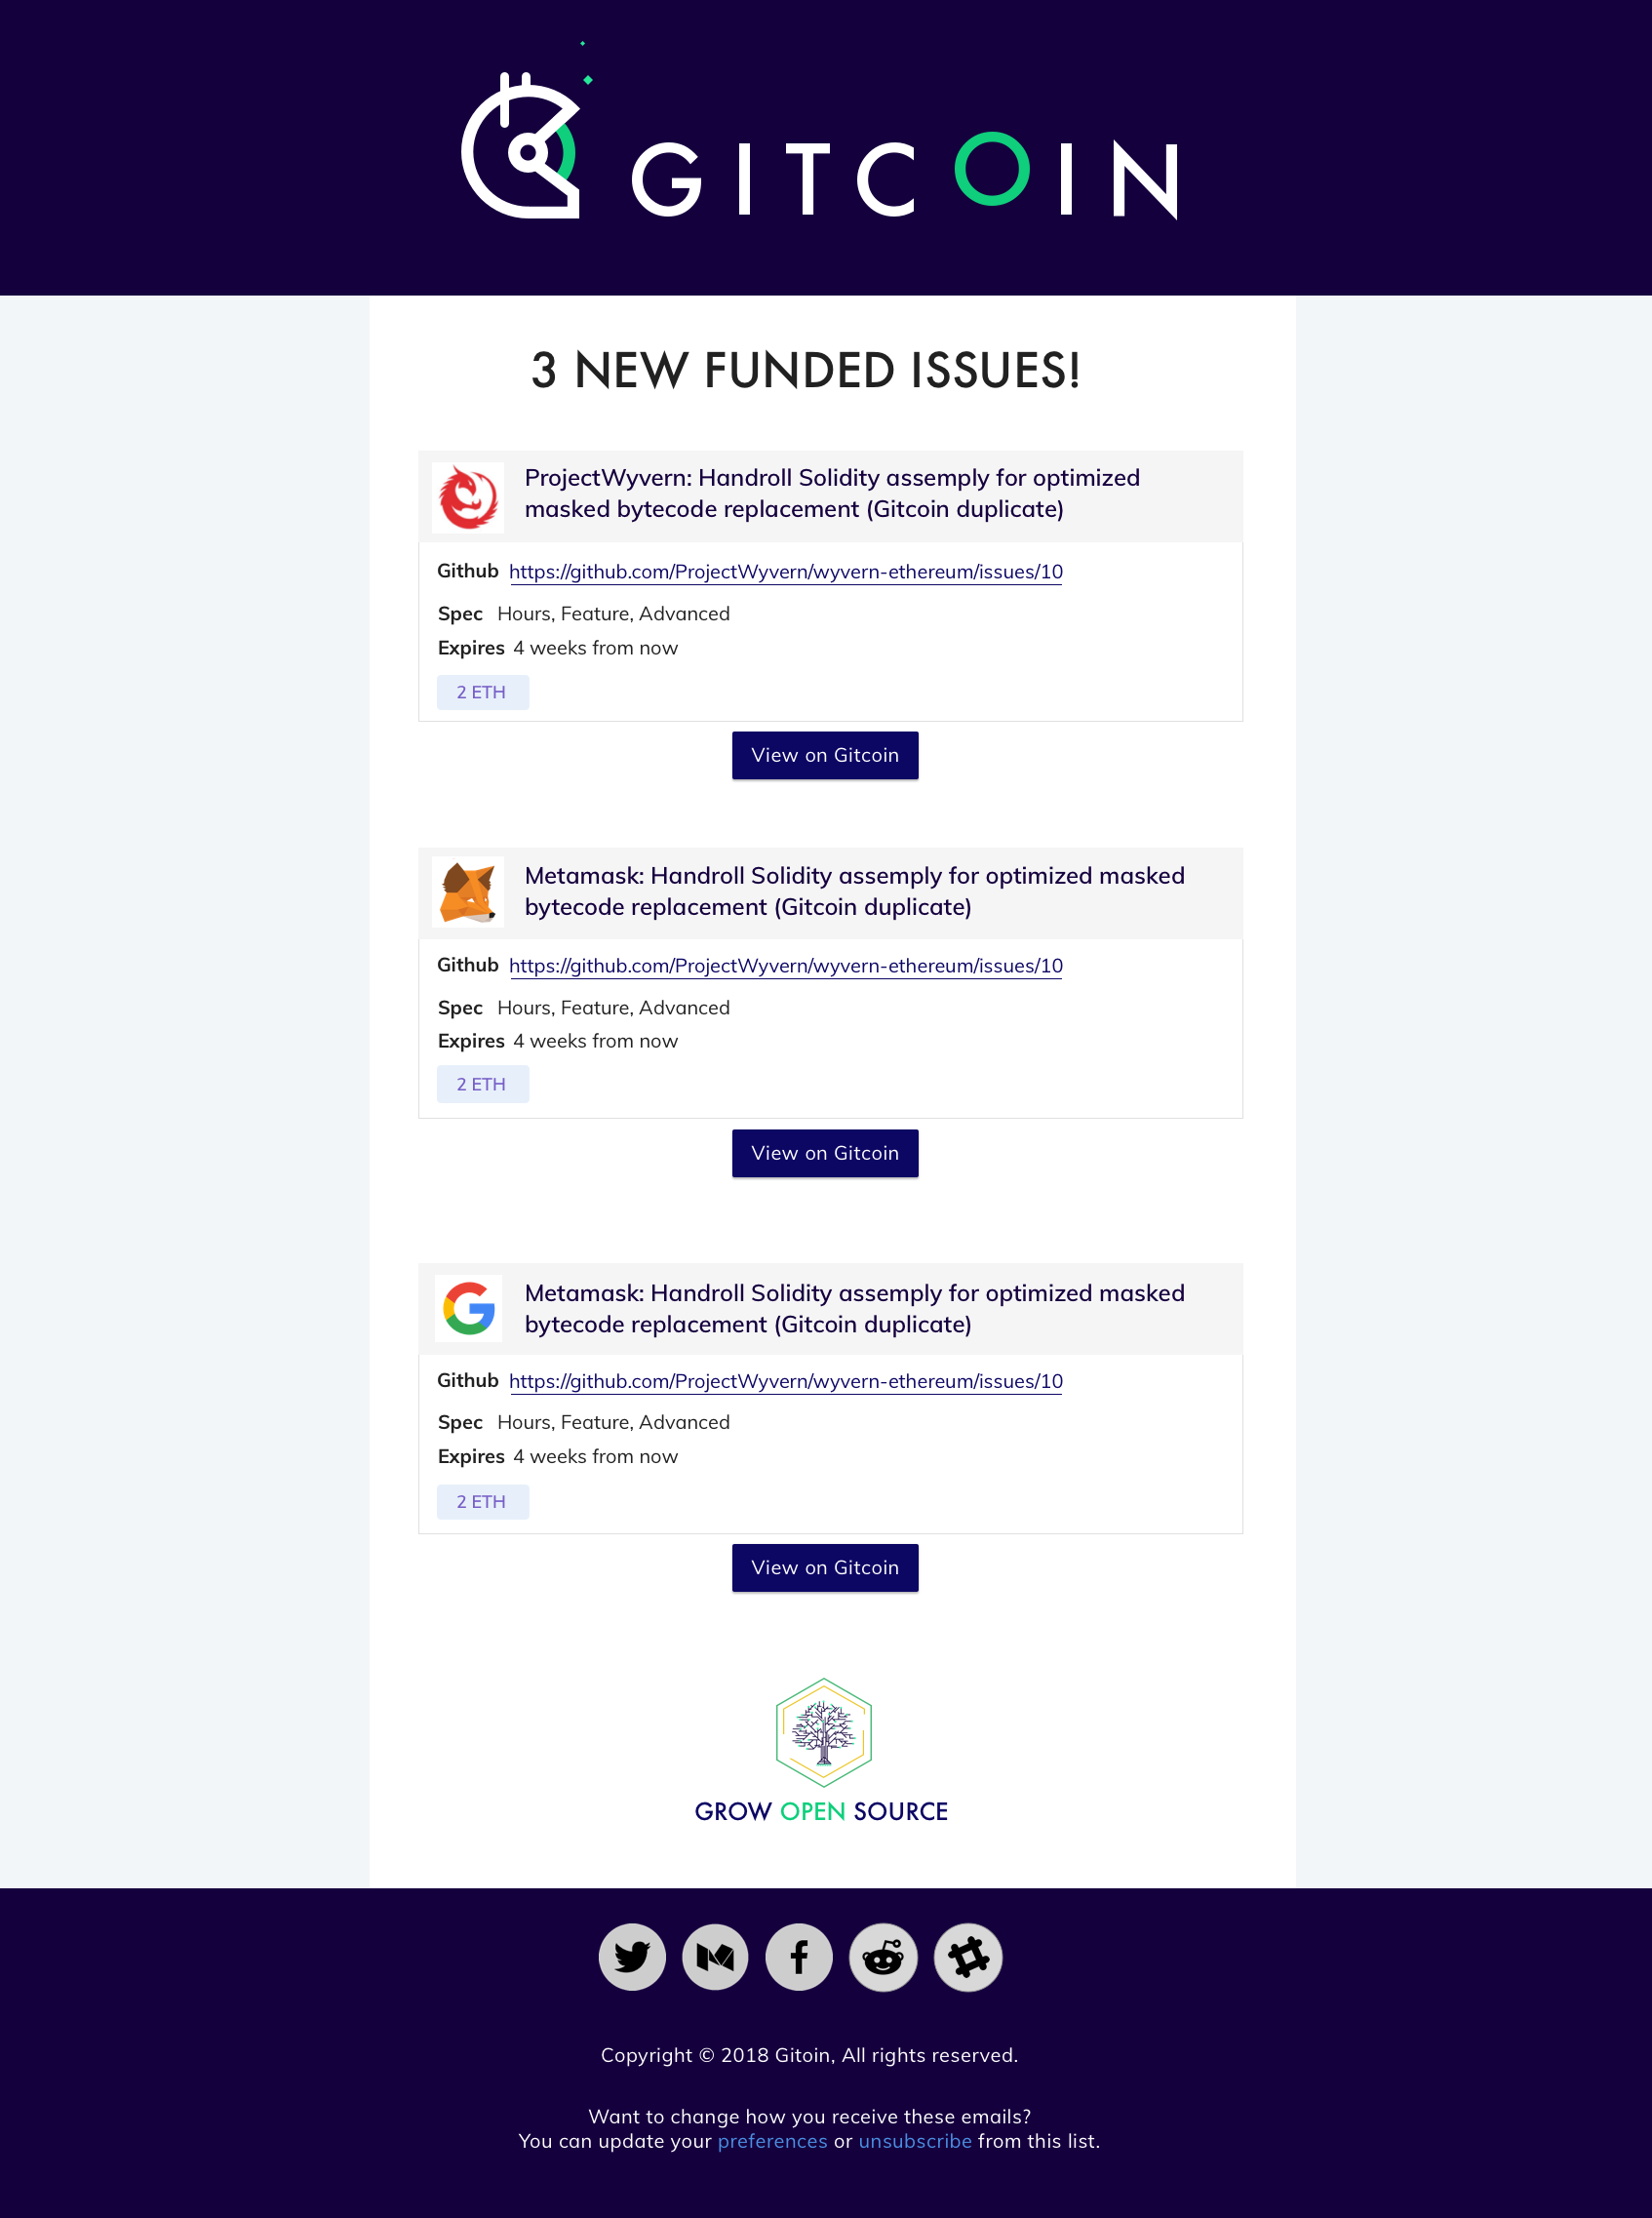 GITCOIN
3 NEW FUNDED ISSUES!
ProjectWyvern: Handroll Solidity assemply for optimized
masked bytecode replacement (Gitcoin duplicate)
Github https://github.com/ProjectWyvern/wyvern-ethereum/issues/10
Spec Hours, Feature, Advanced
Expires 4 weeks from now
2 ETH
View on Gitcoin
Metamask: Handroll Solidity assemply for optimized masked
bytecode replacement (Gitcoin duplicate)
Github https://github.com/ProjectWyvern/wyvern-ethereum/issues/10
Spec Hours, Feature, Advanced
Expires 4 weeks from now
2 ETH
View on Gitcoin
Metamask: Handroll Solidity assemply for optimized masked
bytecode replacement (Gitcoin duplicate)
Github https://github.com/ProjectWyvern/wyvern-ethereum/issues/10
Spec Hours, Feature, Advanced
Expires 4 weeks from now
2 ETH
View on Gitcoin
GROW OPEN SOURCE
Copyright © 2018 Gitoin, All rights reserved.
Want to change how you receive these emails?
You can update your preferences or unsubscribe from this list.